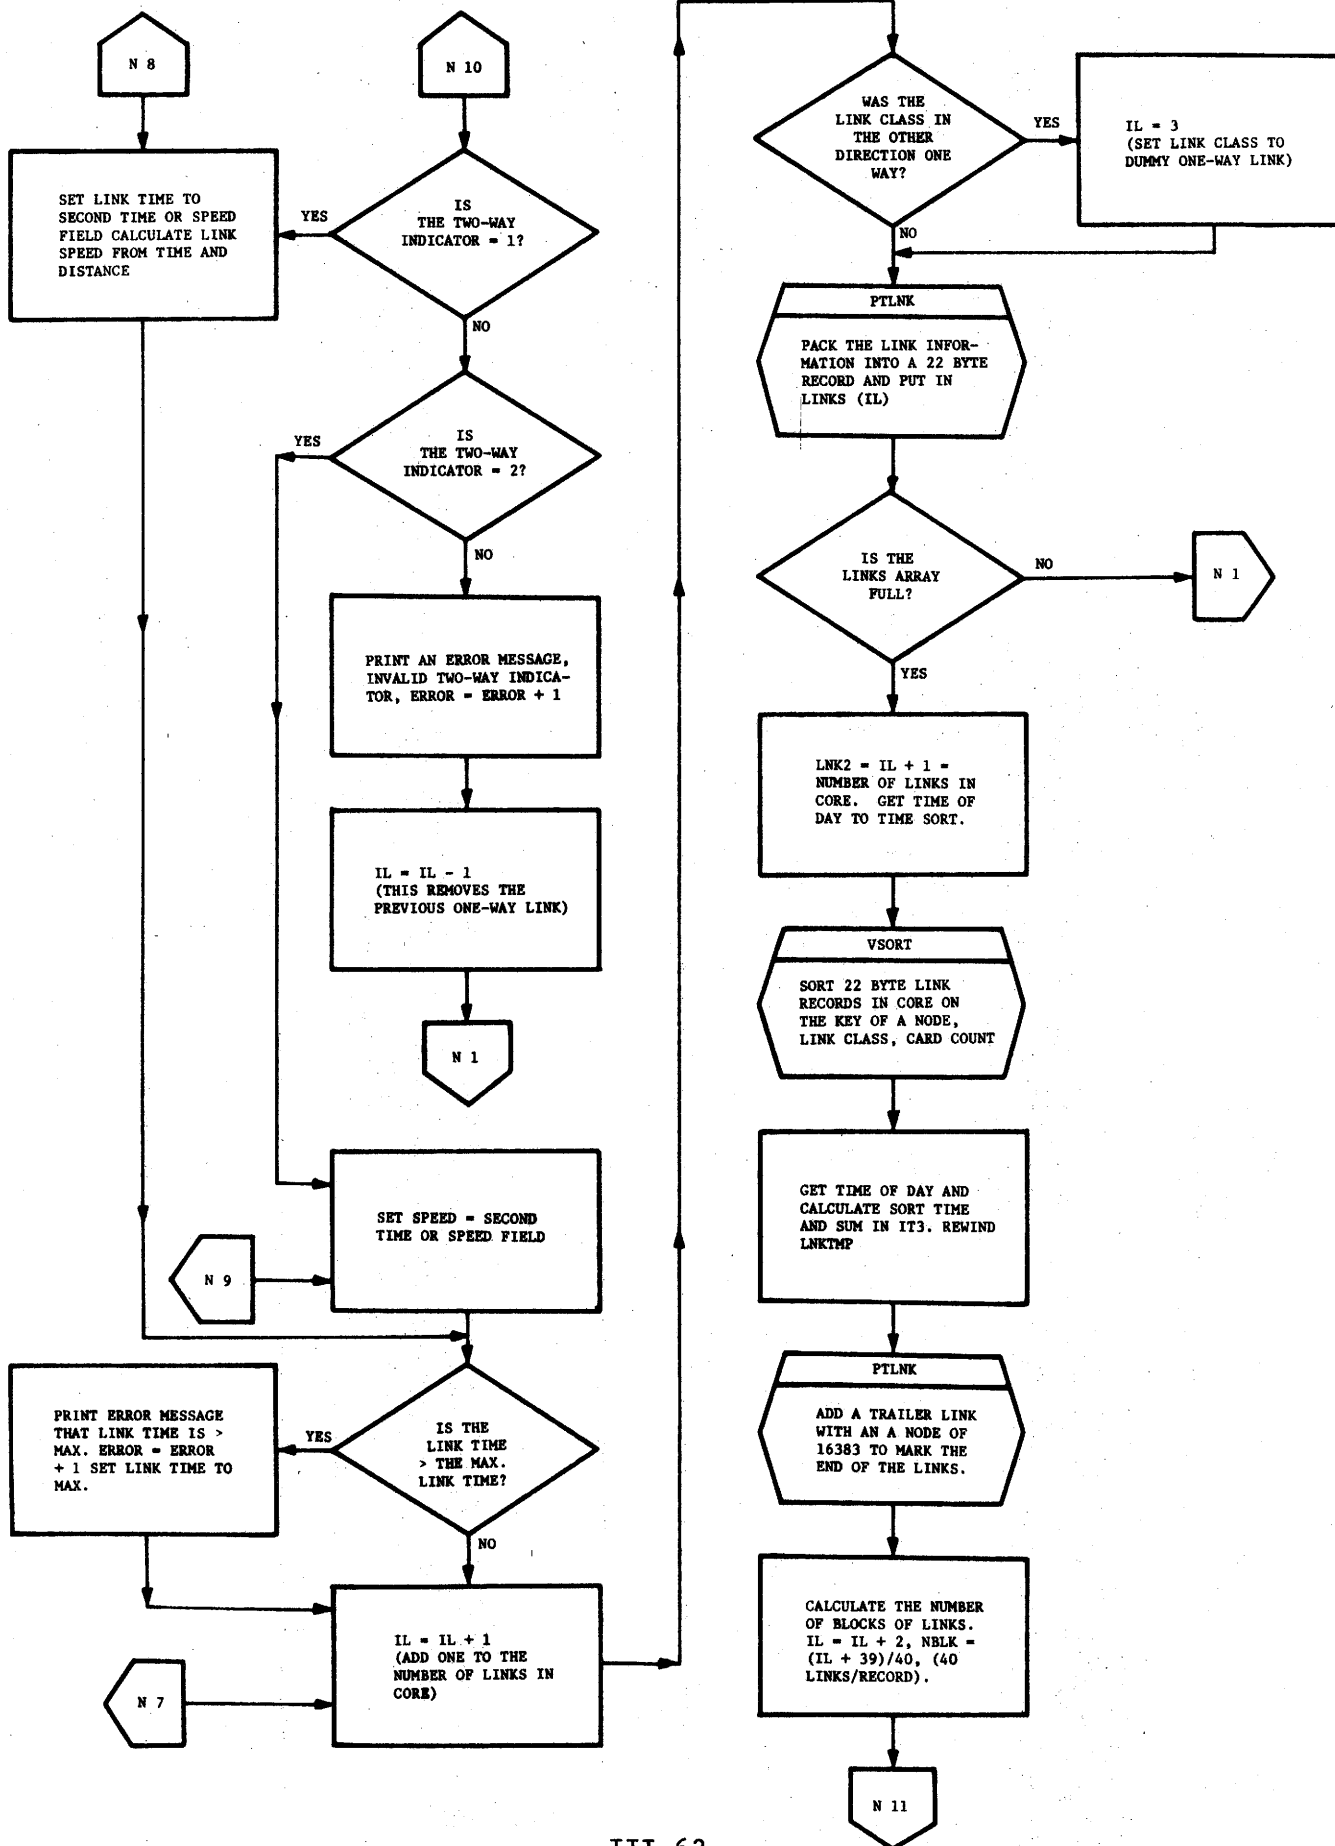 N 8
SET LINK TIME TO
SECOND TIME OR SPEED
FIELD CALCULATE LINK
SPEED FROM TIME AND
DISTANCE
N 10
IS
THE TWO-WAY
INDICATOR = 1?
YES
NO
IS
THE TWO-WAY
INDICATOR = 2?
YES
NO
PRINT AN ERROR MESSAGE,
INVALID TWO-WAY INDICA-
TOR, ERROR = ERROR + 1
IL = IL - 1
(THIS REMOVES THE
PREVIOUS ONE-WAY LINK)
N 1
SET SPEED = SECOND
TIME OR SPEED FIELD
N 9
IS THE
LINK TIME
> THE MAX.
LINK TIME?
YES
NO
PRINT ERROR MESSAGE
THAT LINK TIME IS >
MAX. ERROR = ERROR
+ 1 SET LINK TIME TO
MAX.
IL = IL + 1
(ADD ONE TO THE
NUMBER OF LINKS IN
CORE)
N 7
WAS THE
LINK CLASS IN
THE OTHER
DIRECTION ONE
WAY?
YES
NO
IL = 3
(SET LINK CLASS TO
DUMMY ONE-WAY LINK)
PTLNK
PACK THE LINK INFOR-
MATION INTO A 22 BYTE
RECORD AND PUT IN
LINKS (IL)
IS THE
LINKS ARRAY
FULL?
NO
N 1
YES
LNK2 = IL + 1 =
NUMBER OF LINKS IN
CORE. GET TIME OF
DAY TO TIME SORT.
VSORT
SORT 22 BYTE LINK
RECORDS IN CORE ON
THE KEY OF A NODE,
LINK CLASS, CARD COUNT
GET TIME OF DAY AND
CALCULATE SORT TIME
AND SUM IN IT3. REWIND
LNKTMP
PTLNK
ADD A TRAILER LINK
WITH AN A NODE OF
16383 TO MARK THE
END OF THE LINKS.
CALCULATE THE NUMBER
OF BLOCKS OF LINKS.
IL = IL + 2, NBLK =
(IL + 39)/40, (40
LINKS/RECORD).
N 11